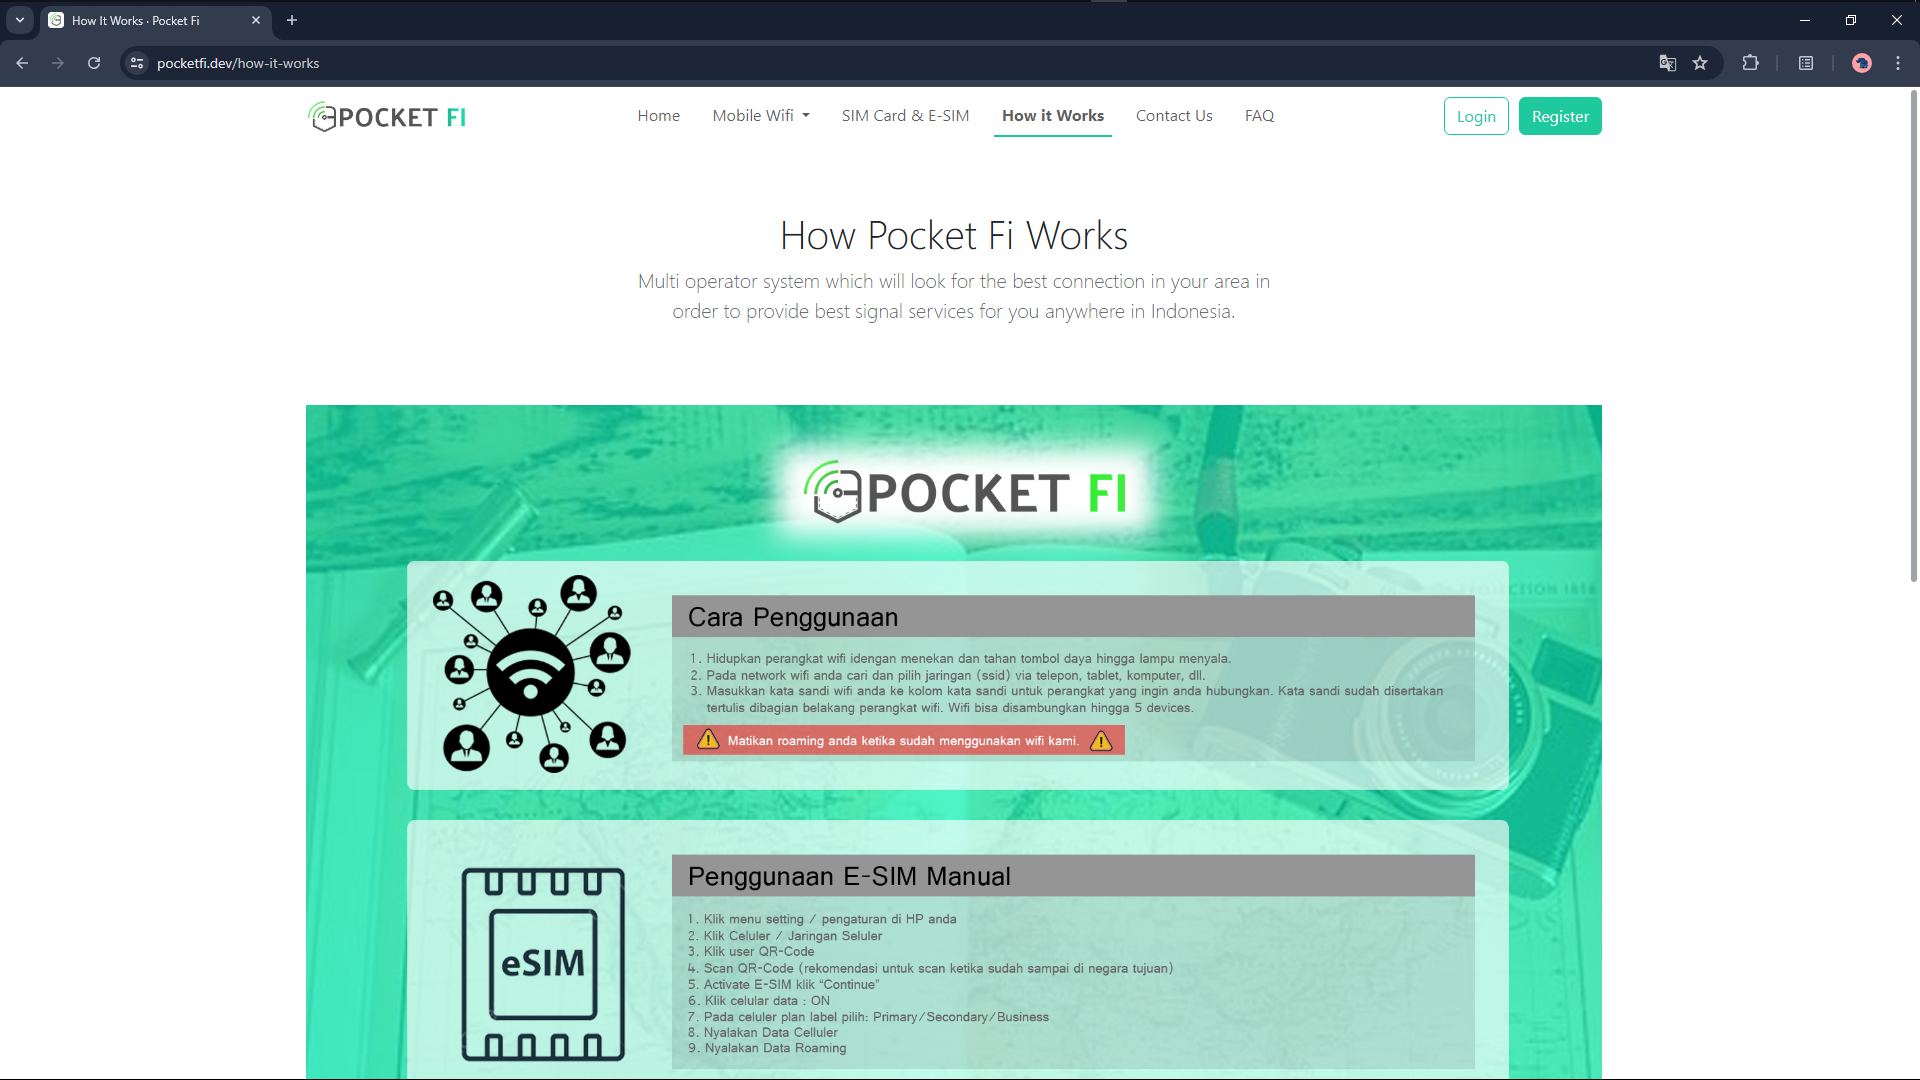 How It Works · Pocket Fi
pocketfi.dev/how-it-works
POCKET FI
Home
Mobile Wifi
SIM Card & E-SIM
How it Works
Contact Us
FAQ
Login
Register
How Pocket Fi Works
Multi operator system which will look for the best connection in your area in
order to provide best signal services for you anywhere in Indonesia.
POCKET FI
Cara Penggunaan
1. Hidupkan perangkat wifi idengan menekan dan tahan tombol daya hingga lampu menyala.
2. Pada network wifi anda cari dan pilih jaringan (ssid) via telepon, tablet, komputer, dll.
3. Masukkan kata sandi wifi anda ke kolom kata sandi untuk perangkat yang ingin anda hubungkan. Kata sandi sudah disertakan
tertulis dibagian belakang perangkat wifi. Wifi bisa disambungkan hingga 5 devices.
Matikan roaming anda ketika sudah menggunakan wifi kami.
eSIM
Penggunaan E-SIM Manual
1. Klik menu setting / pengaturan di HP anda
2. Klik Celuler / Jaringan Seluler
3. Klik user QR-Code
4. Scan QR-Code (rekomendasi untuk scan ketika sudah sampai di negara tujuan)
5. Activate E-SIM klik “Continue”
6. Klik celular data : ON
7. Pada celuler plan label pilih: Primary/Secondary/Business
8. Nyalakan Data Celluler
9. Nyalakan Data Roaming